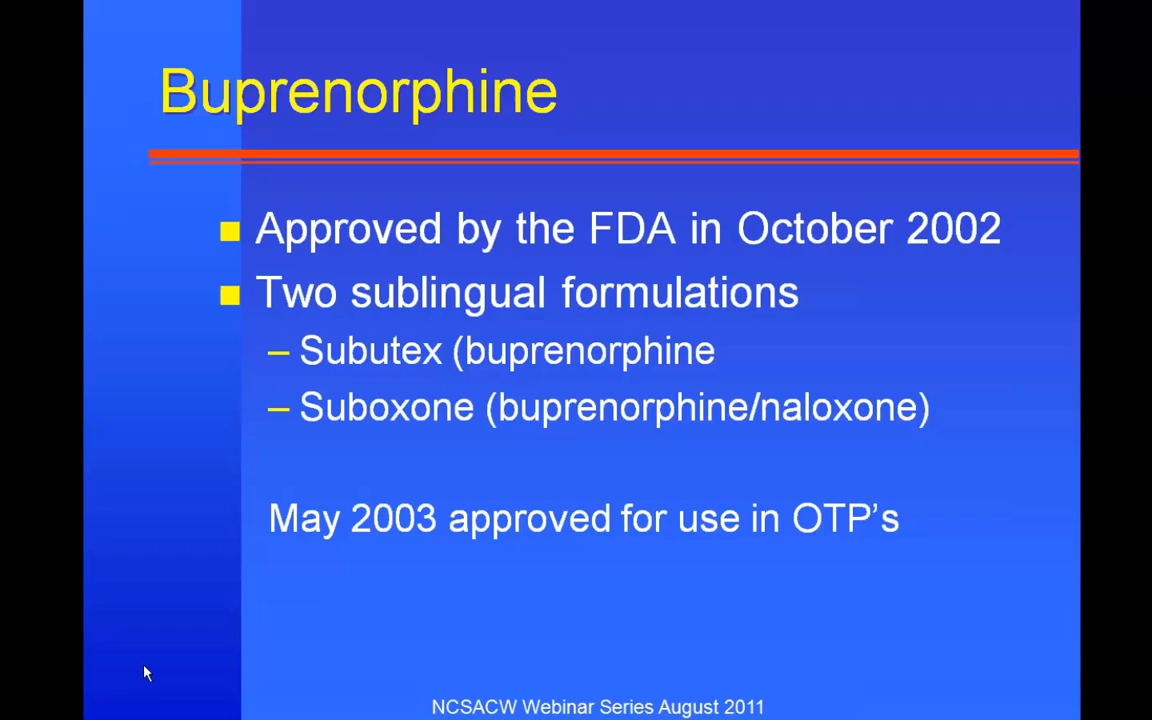 Buprenorphine
Approved by the FDA in October 2002
Two sublingual formulations
– Subutex (buprenorphine
– Suboxone (buprenorphine/naloxone)
May 2003 approved for use in OTP’s
NCSACW Webinar Series August 2011